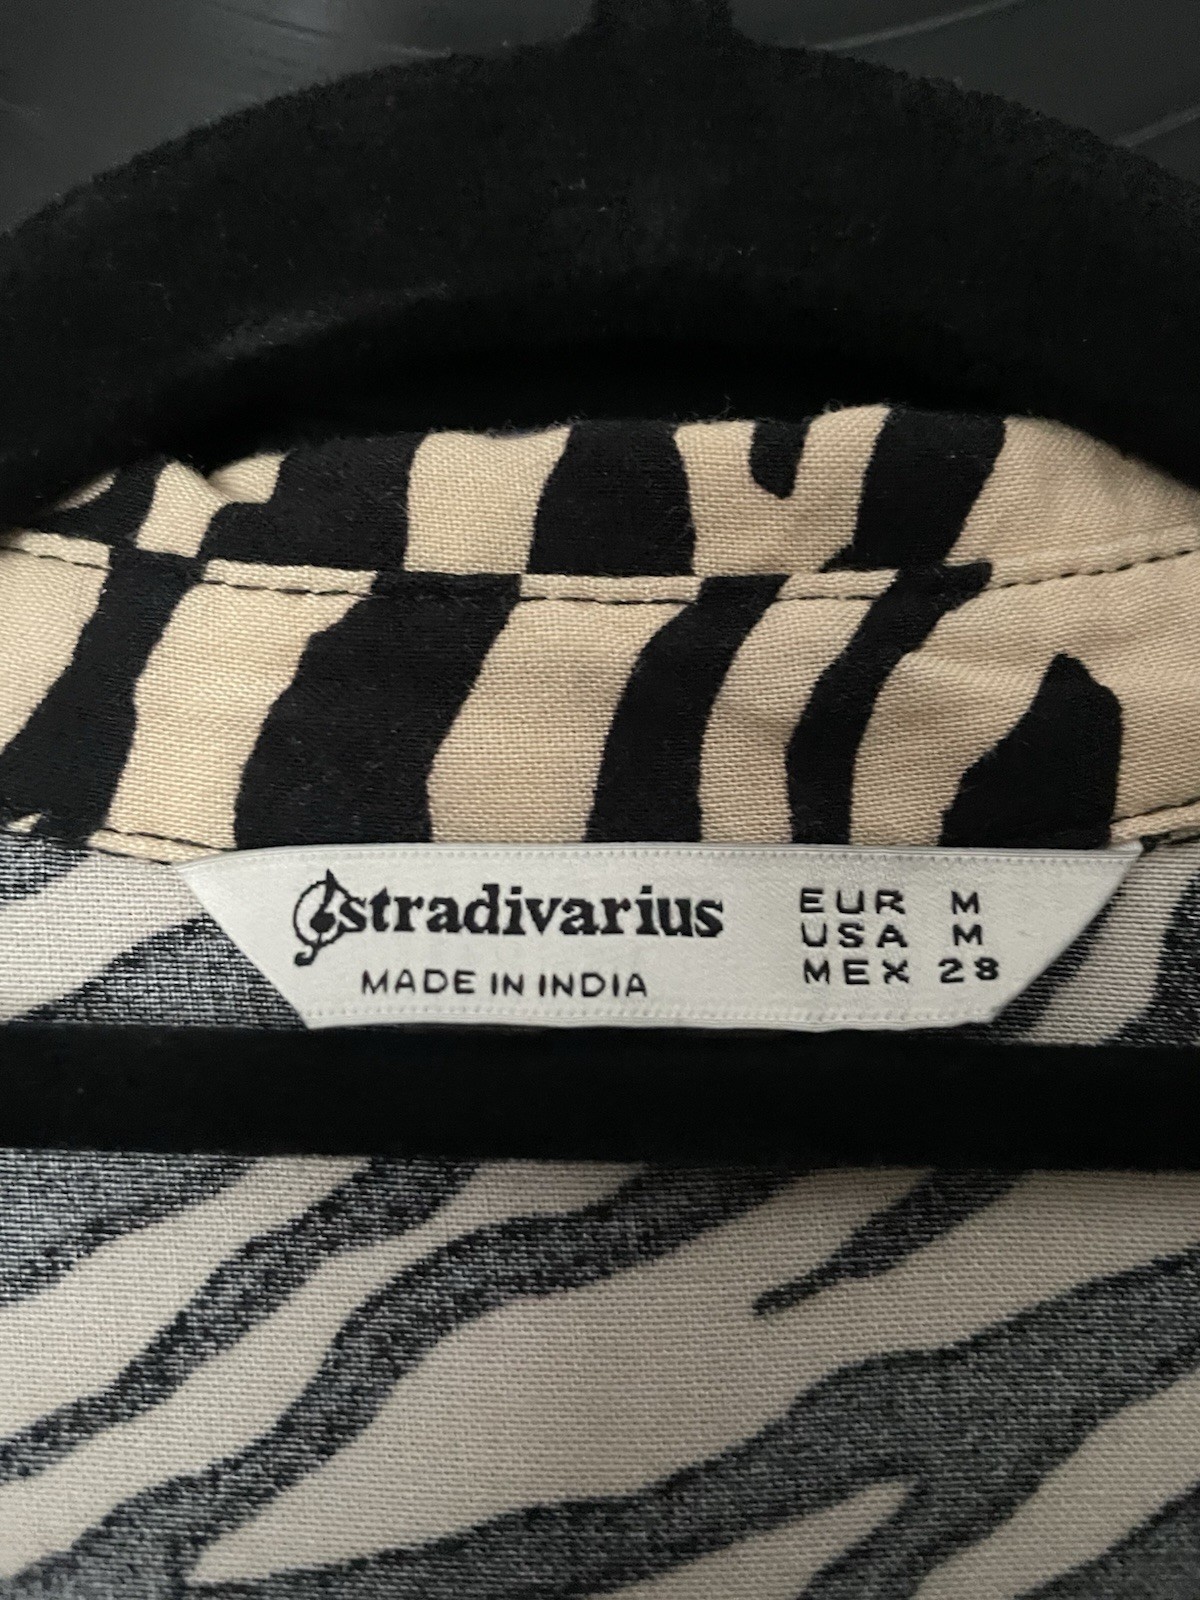 stradivarius
MADE IN INDIA
EUR M
USA M
MEX 28